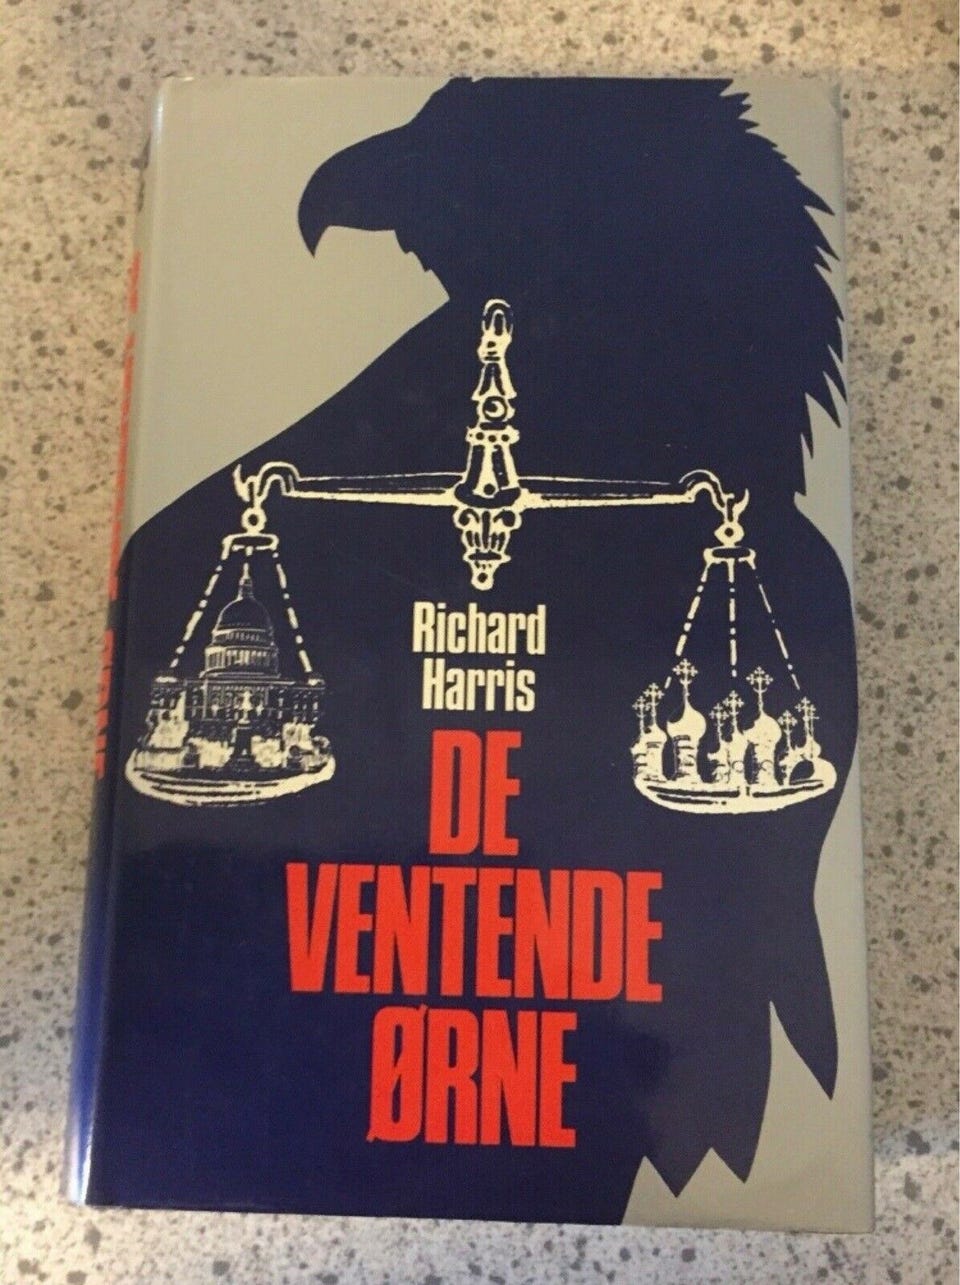 Richard
Harris
DE
VENTENDE
ØRNE